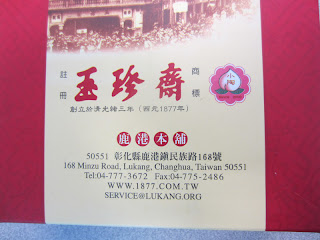 註冊 玉珍齋 商標
創立於清光緒三年(西元1877年)
鹿港本舖
50551 彰化縣鹿港鎮民族路168號
168 Minzu Road, Lukang, Changhua, Taiwan 50551
Tel:04-777-3672 Fax:04-775-2486
WWW.1877.COM.TW
SERVICE@LUKANG.ORG